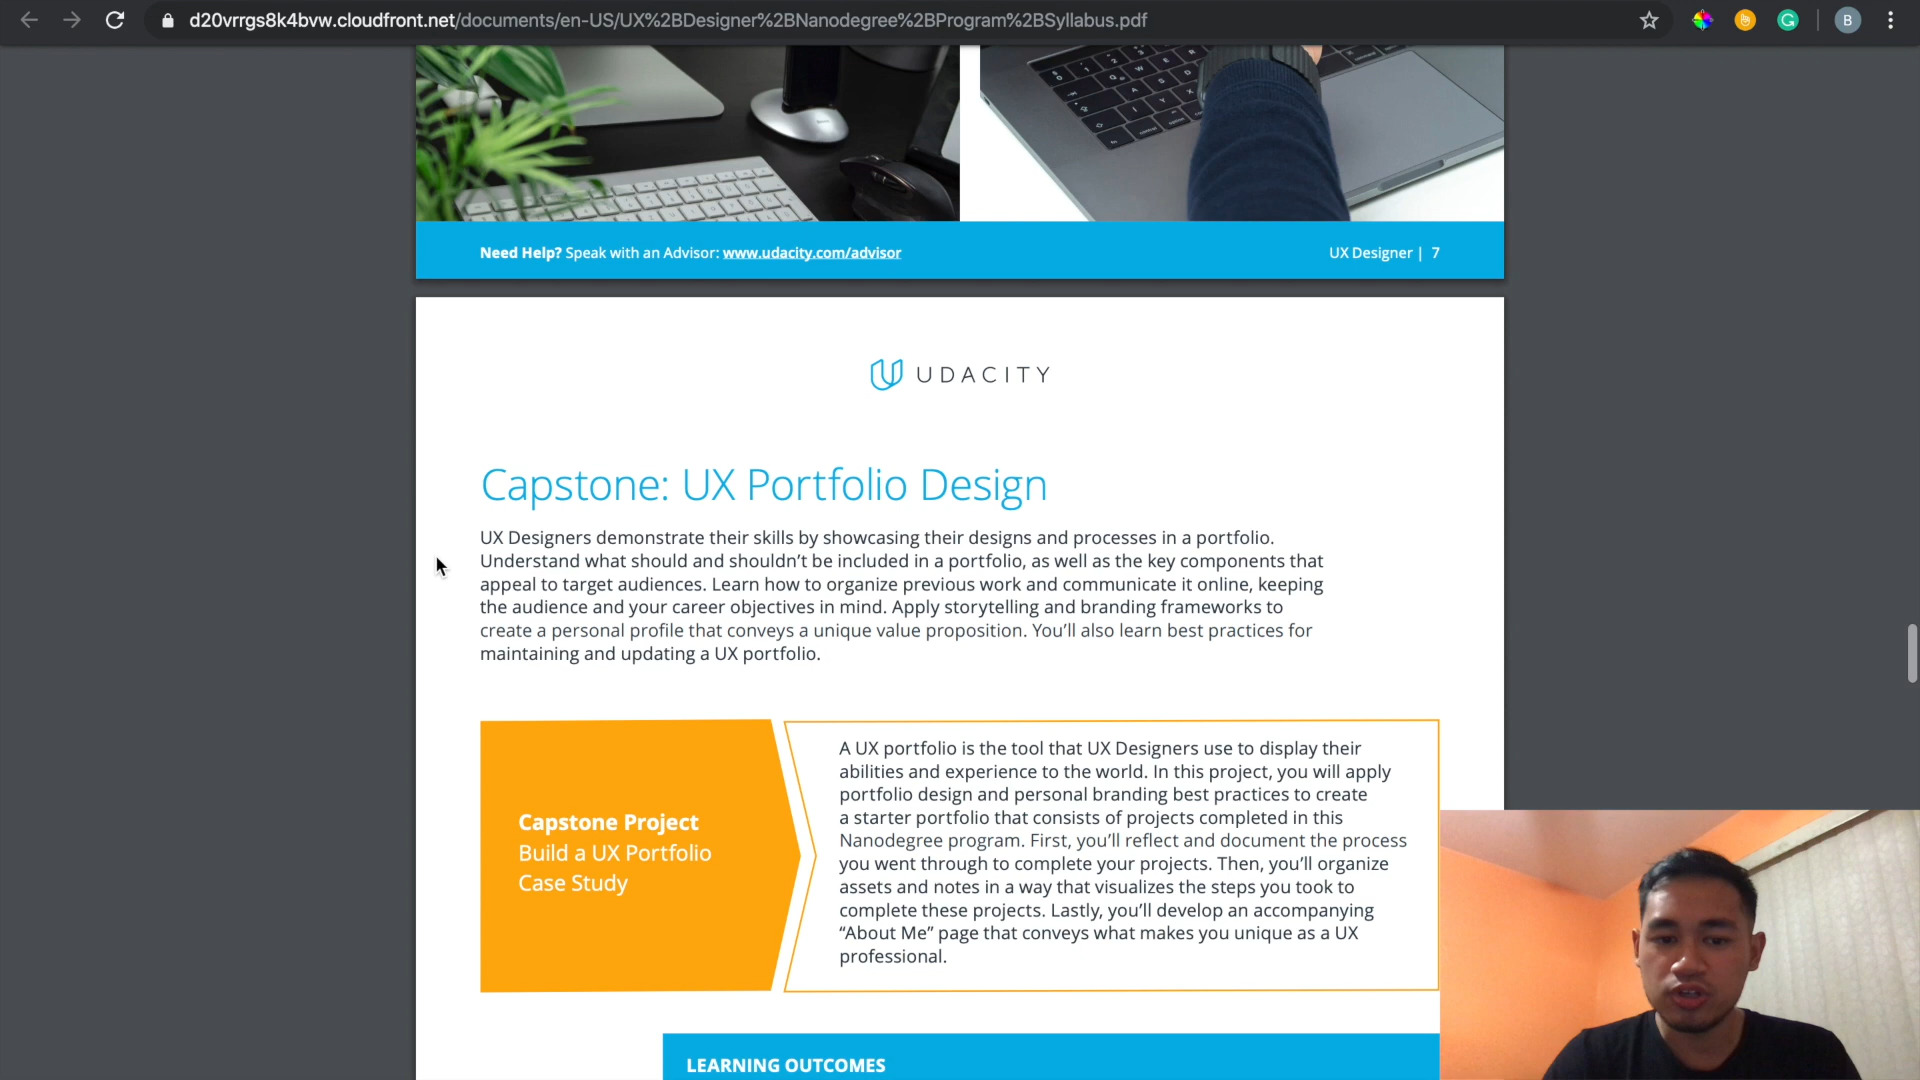 d20vrrgs8k4bvw.cloudfront.net/documents/en-US/UX%2BDesigner%2BNanodegree%2BProgram%2BSyllabus.pdf
B
Need Help? Speak with an Advisor: www.udacity.com/advisor
UX Designer | 7
UDACITY
Capstone: UX Portfolio Design
UX Designers demonstrate their skills by showcasing their designs and processes in a portfolio.
Understand what should and shouldn't be included in a portfolio, as well as the key components that
appeal to target audiences. Learn how to organize previous work and communicate it online, keeping
the audience and your career objectives in mind. Apply storytelling and branding frameworks to
create a personal profile that conveys a unique value proposition. You'll also learn best practices for
maintaining and updating a UX portfolio.
Capstone Project
Build a UX Portfolio
Case Study
A UX portfolio is the tool that UX Designers use to display their
abilities and experience to the world. In this project, you will apply
portfolio design and personal branding best practices to create
a starter portfolio that consists of projects completed in this
Nanodegree program. First, you'll reflect and document the process
you went through to complete your projects. Then, you'll organize
assets and notes in a way that visualizes the steps you took to
complete these projects. Lastly, you'll develop an accompanying
“About Me” page that conveys what makes you unique as a UX
professional.
LEARNING OUTCOMES